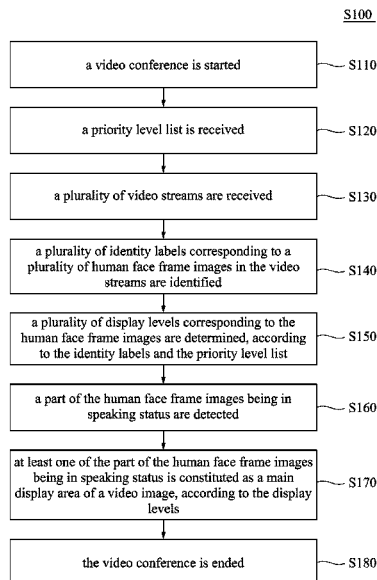 S100
a video conference is started
S110
a priority level list is received
S120
a plurality of video streams are received
S130
a plurality of identity labels corresponding to a
plurality of human face frame images in the video
streams are identified
S140
a plurality of display levels corresponding to the
human face frame images are determined, according
to the identity labels and the priority level list
S150
a part of the human face frame images being in
speaking status are detected
S160
at least one of the part of the human face frame images
being in speaking status is constituted as a main
display area of a video image, according to the display
levels
S170
the video conference is ended
S180